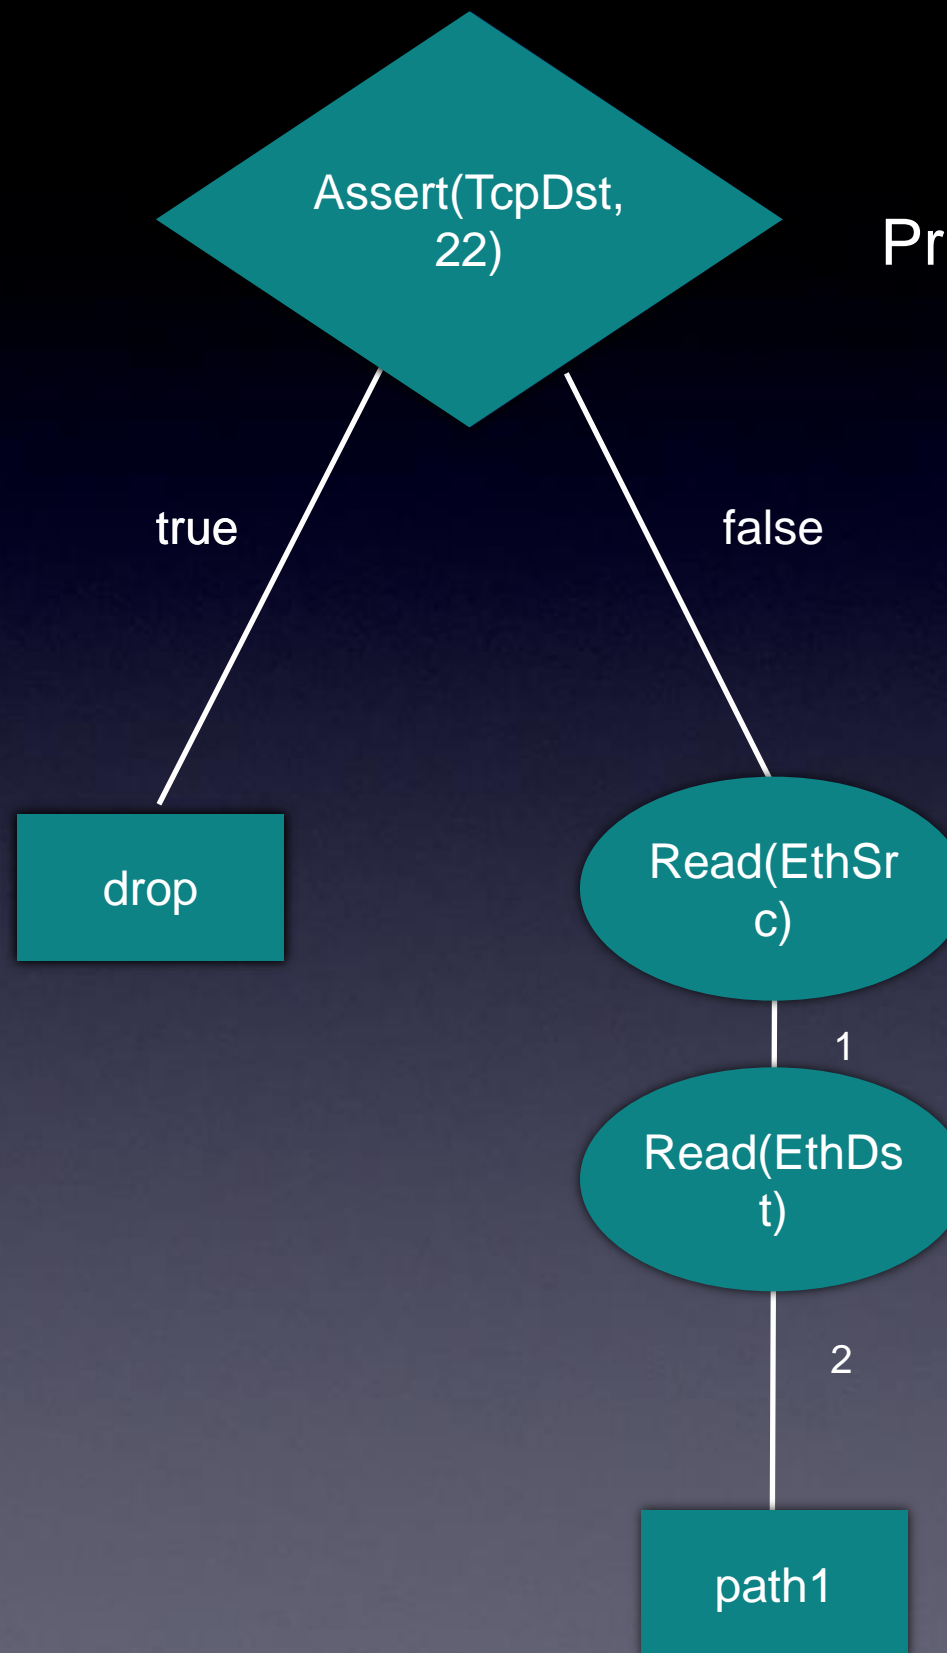 Assert(TcpDst,
22)
Pr
true
false
drop
Read(EthSr
c)
1
Read(EthDs
t)
2
path1